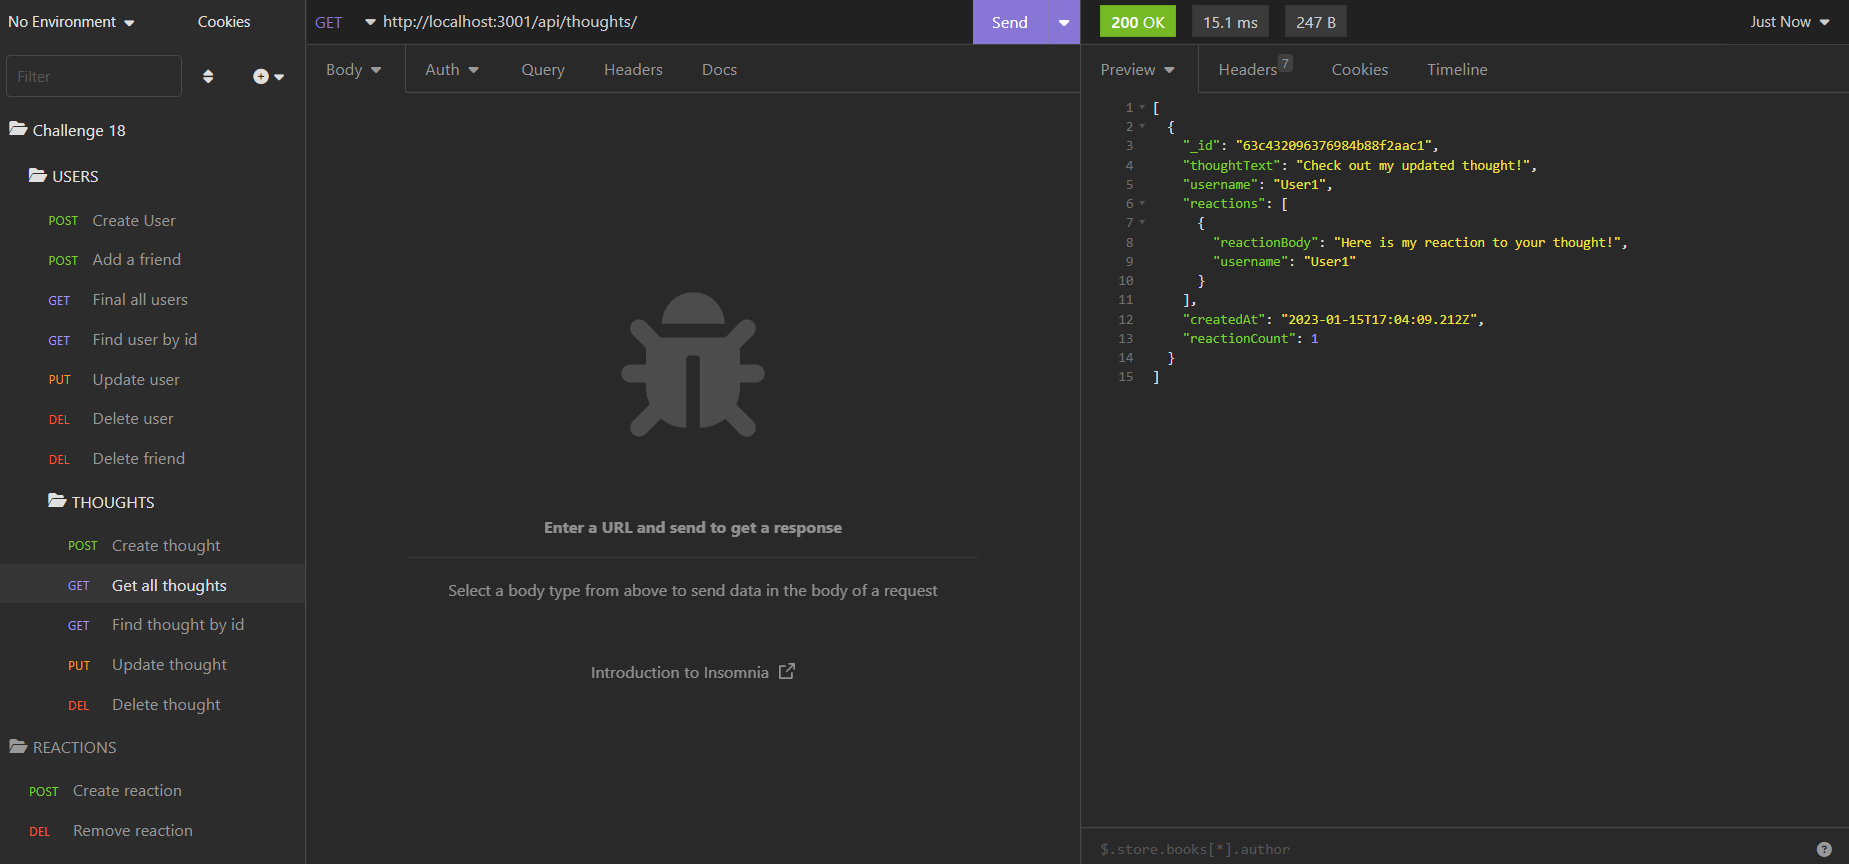 No Environment Cookies
Filter
Challenge 18
USERS
POST Create User
POST Add a friend
GET Final all users
GET Find user by id
PUT Update user
DEL Delete user
DEL Delete friend
THOUGHTS
POST Create thought
GET Get all thoughts
GET Find thought by id
PUT Update thought
DEL Delete thought
REACTIONS
POST Create reaction
DEL Remove reaction
GET http://localhost:3001/api/thoughts/ Send
Body Auth Query Headers Docs
Enter a URL and send to get a response
Select a body type from above to send data in the body of a request
Introduction to Insomnia
200 OK 15.1 ms 247 B Just Now
Preview Headers 7 Cookies Timeline
1 [
2 {
3 "_id": "63c432096376984b88f2aac1",
4 "thoughtText": "Check out my updated thought!",
5 "username": "User1",
6 "reactions": [
7 {
8 "reactionBody": "Here is my reaction to your thought!",
9 "username": "User1"
10 }
11 ],
12 "createdAt": "2023-01-15T17:04:09.212Z",
13 "reactionCount": 1
14 }
15 ]
$.store.books[*].author ?